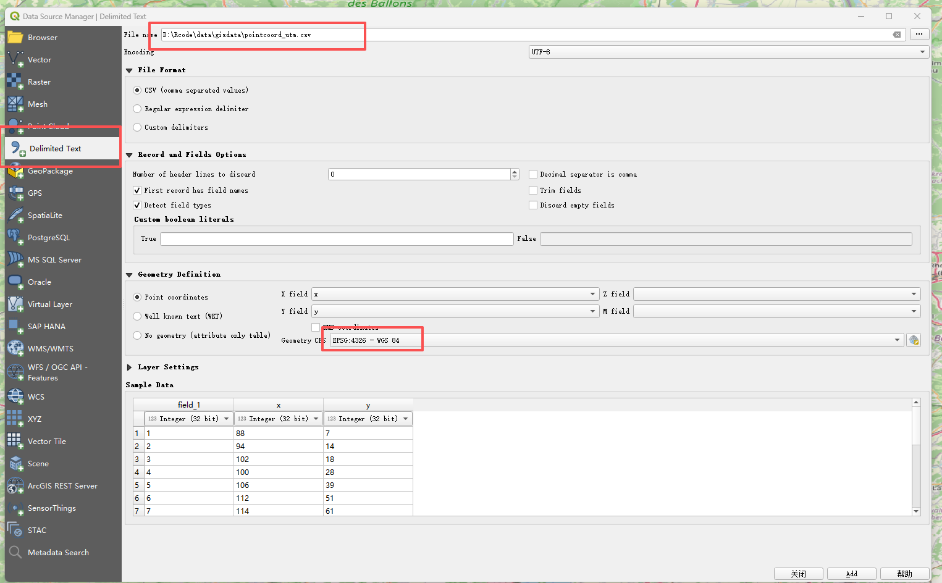 des Ballons
Data Source Manager | Delimited Text
Browser
Vector
Raster
Mesh
Point Cloud
Delimited Text
GeoPackage
GPS
SpatiaLite
PostgreSQL
MS SQL Server
Oracle
Virtual Layer
SAP HANA
WMS/WMTS
WFS / OGC API -
Features
WCS
XYZ
Vector Tile
Scene
ArcGIS REST Server
SensorThings
STAC
Metadata Search
File name D:\Rcode\data\gisdata\pointcoord_utm.csv ...
Encoding UTF-8
File Format
CSV (comma separated values)
Regular expression delimiter
Custom delimiters
Record and Fields Options
Number of header lines to discard 0 Decimal separator is comma
First record has field names Trim fields
Detect field types Discard empty fields
Custom boolean literals
True False
Geometry Definition
Point coordinates X field x Z field
Well known text (WKT) Y field y M field
DMS coordinates
No geometry (attribute only table) Geometry CRS EPSG:4326 - WGS 84
Layer Settings
Sample Data
field_1 x y
123 Integer (32 bit) 123 Integer (32 bit) 123 Integer (32 bit)
1 1 88 7
2 2 94 14
3 3 102 18
4 4 100 28
5 5 106 39
6 6 112 51
7 7 114 61
关闭 Add 帮助